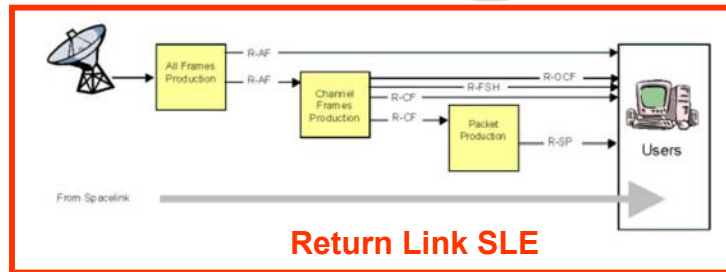 R-AF
All Frames
Production
R-AF
R-OCF
R-FSH
Channel
Frames
Production
R-CF
R-CF
Packet
Production
R-SP
Users
From Spacelink
Return Link SLE